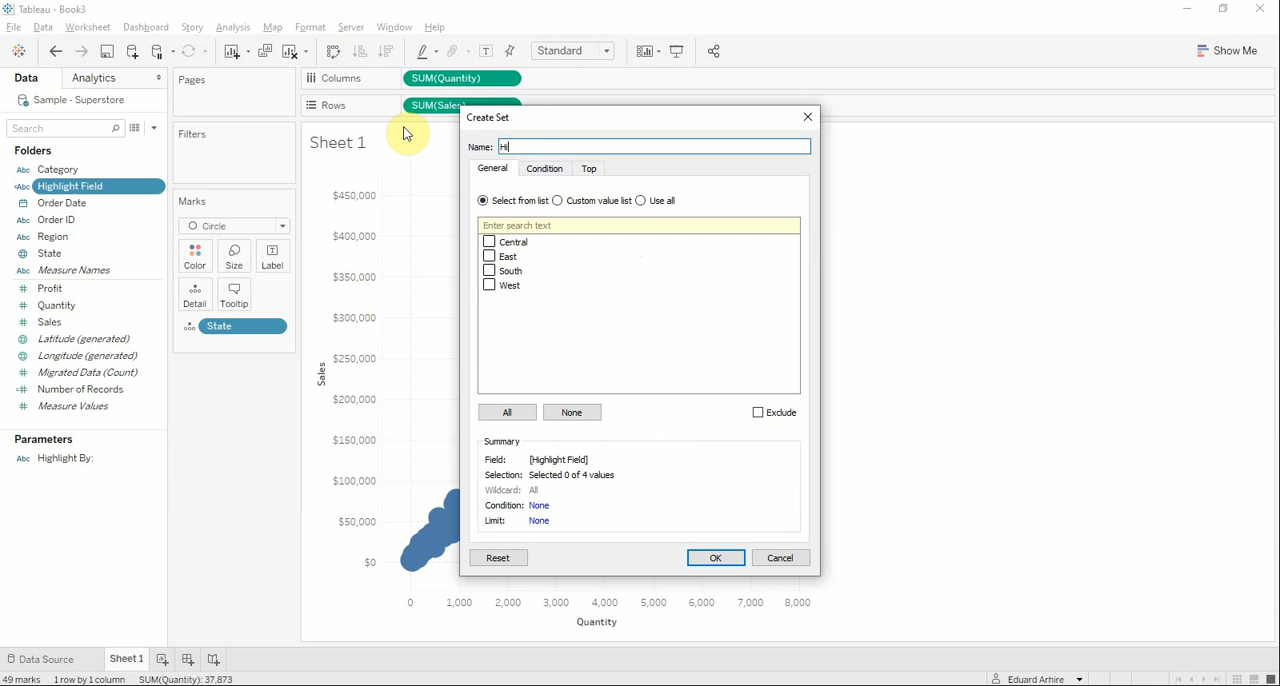 Tableau - Book3
File Data Worksheet Dashboard Story Analysis Map Format Server Window Help
Standard
Show Me
Data Analytics
Sample - Superstore
Search
Folders
Abc Category
=Abc Highlight Field
Order Date
Abc Order ID
Abc Region
State
Abc Measure Names
# Profit
# Quantity
# Sales
Latitude (generated)
Longitude (generated)
# Migrated Data (Count)
=# Number of Records
# Measure Values
Parameters
Abc Highlight By:
Pages
Filters
Marks
Circle
Color Size Label
Detail Tooltip
State
Columns SUM(Quantity)
Rows SUM(Sales)
Sheet 1
Sales
$450,000
$400,000
$350,000
$300,000
$250,000
$200,000
$150,000
$100,000
$50,000
$0
0 1,000 2,000 3,000 4,000 5,000 6,000 7,000 8,000
Quantity
Create Set
Name: Hi
General Condition Top
Select from list Custom value list Use all
Enter search text
Central
East
South
West
All None Exclude
Summary
Field: [Highlight Field]
Selection: Selected 0 of 4 values
Wildcard: All
Condition: None
Limit: None
Reset OK Cancel
Data Source Sheet 1
49 marks 1 row by 1 column SUM(Quantity): 37,873
Eduard Arhire